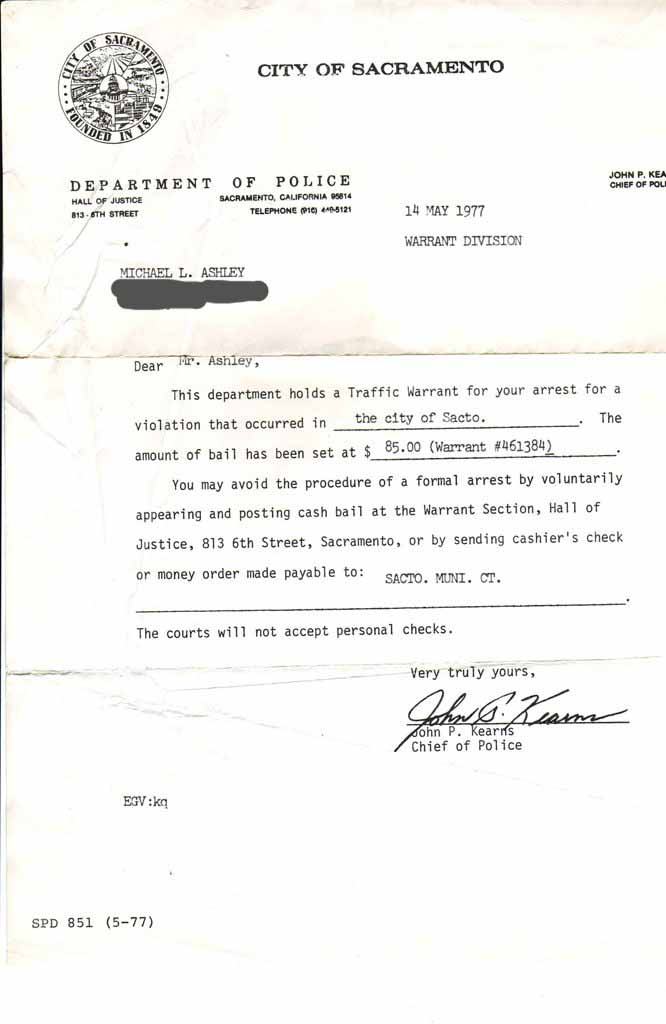 CITY OF SACRAMENTO
FOUNDED IN 1849
CITY OF SACRAMENTO
DEPARTMENT OF POLICE
HALL OF JUSTICE
813 - 6TH STREET
SACRAMENTO, CALIFORNIA 95814
TELEPHONE (916) 449-5121
JOHN P. KEA
CHIEF OF POLI
14 MAY 1977
WARRANT DIVISION
MICHAEL L. ASHLEY
Dear Mr. Ashley,
This department holds a Traffic Warrant for your arrest for a
violation that occurred in the city of Sacto. . The
amount of bail has been set at $ 85.00 (Warrant #461384) .
You may avoid the procedure of a formal arrest by voluntarily
appearing and posting cash bail at the Warrant Section, Hall of
Justice, 813 6th Street, Sacramento, or by sending cashier's check
or money order made payable to: SACTO. MUNI. CT.
.
The courts will not accept personal checks.
Very truly yours,
John P. Kearns
John P. Kearns
Chief of Police
EGV:kq
SPD 851 (5-77)